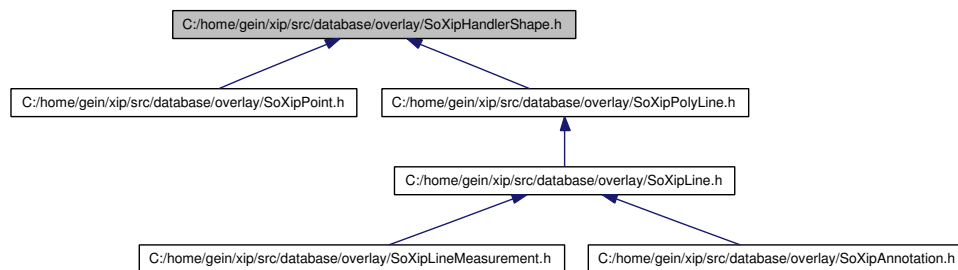 C:/home/gein/xip/src/database/overlay/SoXipHandlerShape.h
C:/home/gein/xip/src/database/overlay/SoXipPoint.h
C:/home/gein/xip/src/database/overlay/SoXipPolyLine.h
C:/home/gein/xip/src/database/overlay/SoXipLine.h
C:/home/gein/xip/src/database/overlay/SoXipLineMeasurement.h
C:/home/gein/xip/src/database/overlay/SoXipAnnotation.h